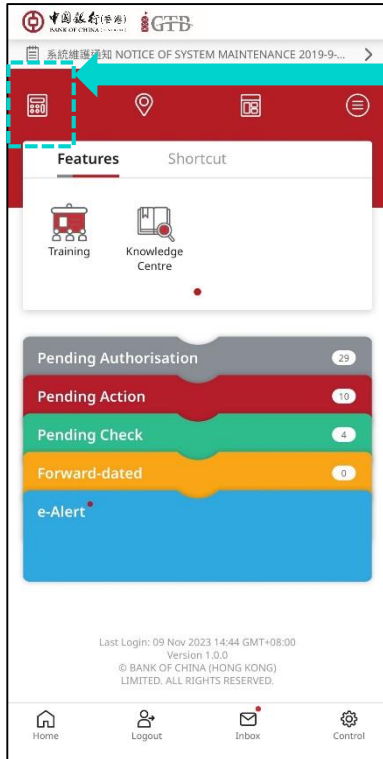 中國銀行(香港) iGTB
BANK OF CHINA (HONG KONG)
系統維護通知 NOTICE OF SYSTEM MAINTENANCE 2019-9-...
Features Shortcut
Training Knowledge
Centre
Pending Authorisation 29
Pending Action 10
Pending Check 4
Forward-dated 0
e-Alert
Last Login: 09 Nov 2023 14:44 GMT+08:00
Version 1.0.0
© BANK OF CHINA (HONG KONG)
LIMITED. ALL RIGHTS RESERVED.
Home Logout Inbox Control